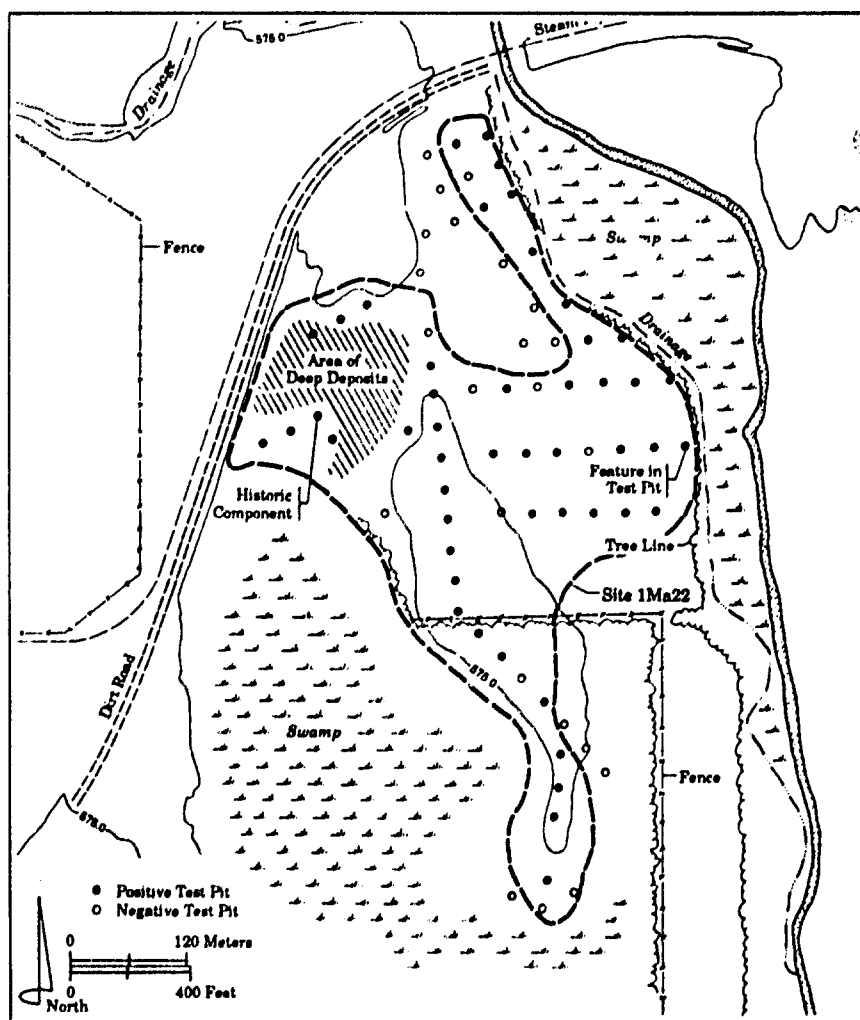 575.0
Steam
Drainage
Fence
Swamp
Drainage
Area of
Deep Deposits
Historic
Component
Feature in
Test Pit
Tree Line
Site 1Ma22
575.0
Dirt Road
Swamp
Fence
575.0
Positive Test Pit
Negative Test Pit
0 120 Meters
0 400 Feet
North